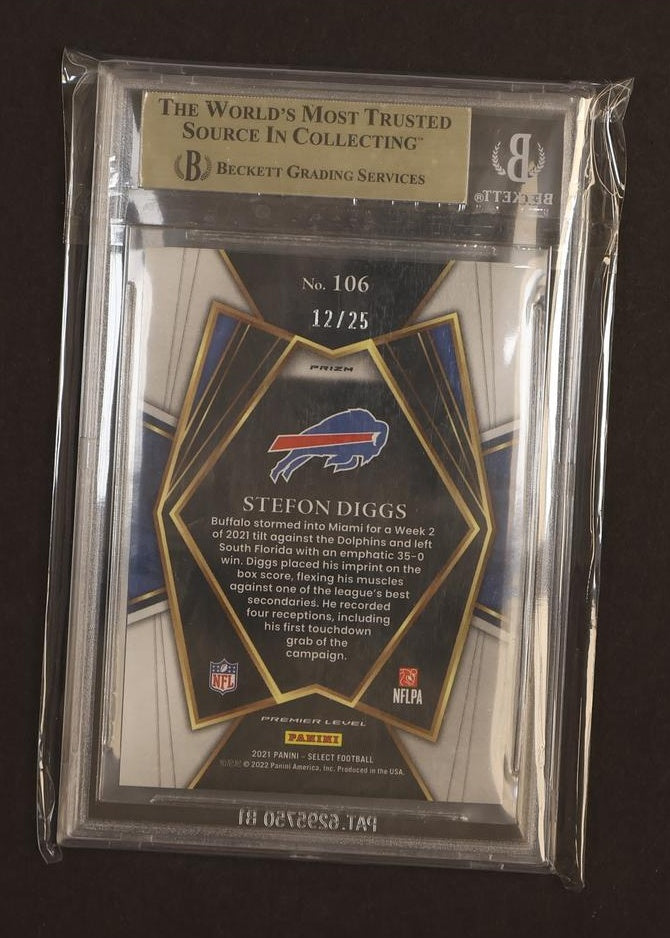 THE WORLD'S MOST TRUSTED
SOURCE IN COLLECTING™
B BECKETT GRADING SERVICES
B
BECKETT®
No. 106
12/25
PRIZM
STEFON DIGGS
Buffalo stormed into Miami for a Week 2
of 2021 tilt against the Dolphins and left
South Florida with an emphatic 35-0
win. Diggs placed his imprint on the
box score, flexing his muscles
against one of the league's best
secondaries. He recorded
four receptions, including
his first touchdown
grab of the
campaign.
NFL
NFLPA
PREMIER LEVEL
PANINI
2021 PANINI - SELECT FOOTBALL
© 2022 Panini America, Inc. Produced in the USA.
PAT.6295750 B1